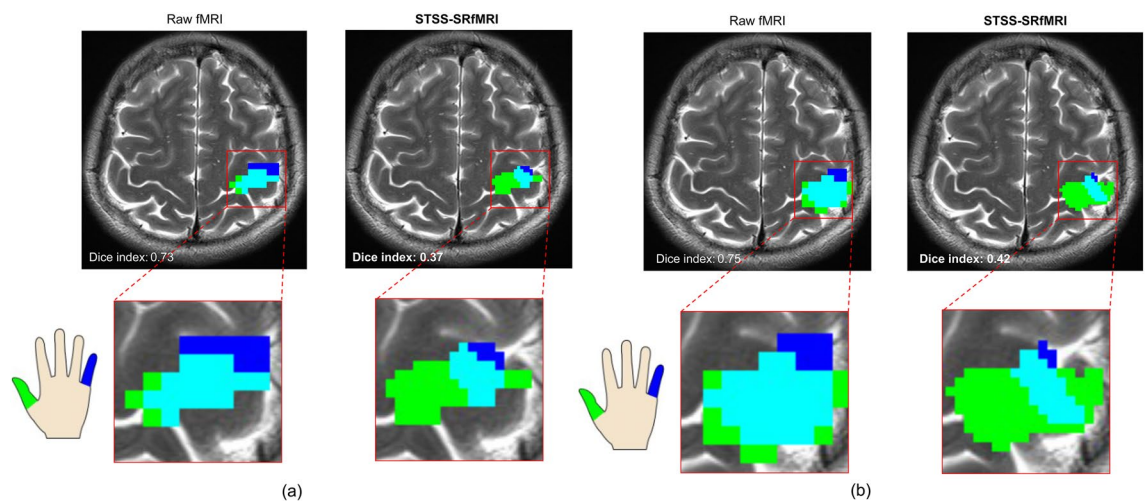 Raw fMRI
STSS-SRfMRI
Raw fMRI
STSS-SRfMRI
Dice index: 0.73
Dice index: 0.37
Dice index: 0.75
Dice index: 0.42
(a)
(b)